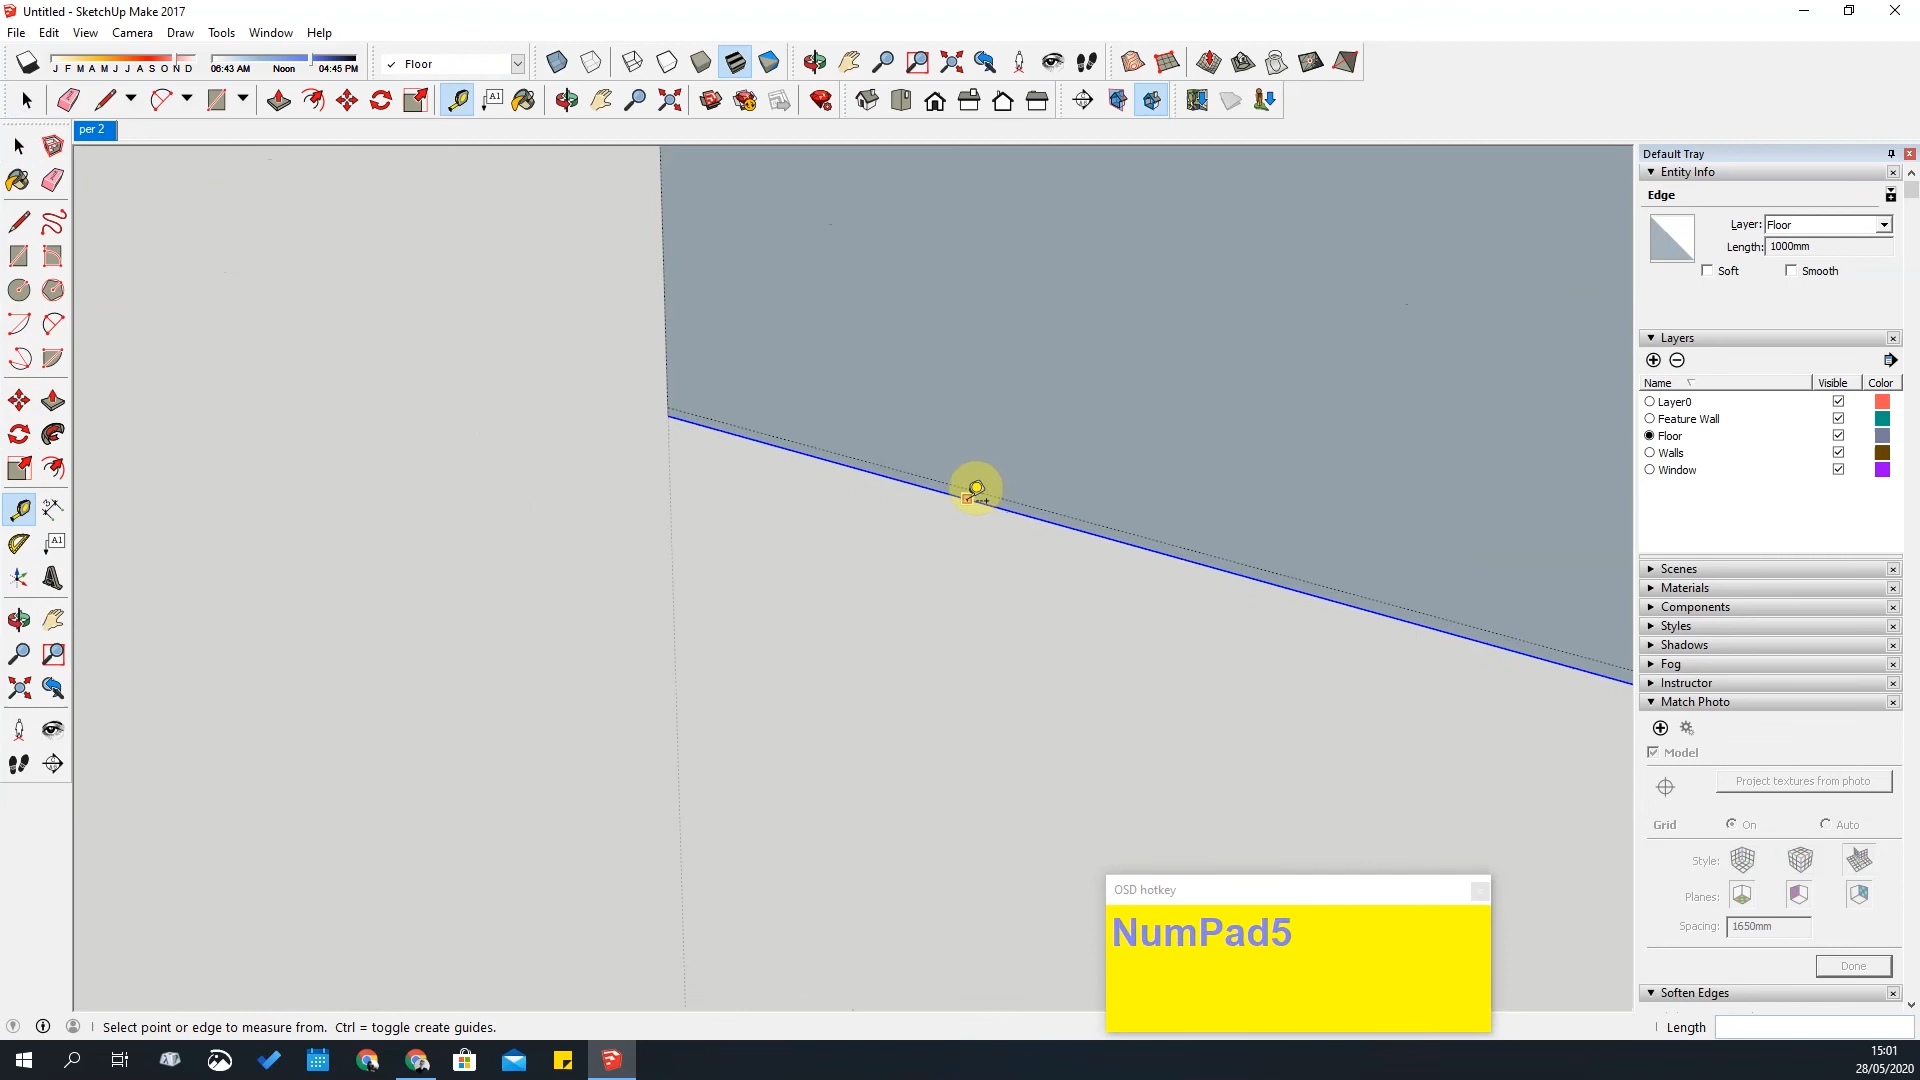 Untitled - SketchUp Make 2017
File Edit View Camera Draw Tools Window Help
J F M A M J J A S O N D
06:43 AM Noon 04:45 PM
Floor
A1
per 2
Default Tray
Entity Info
Edge
Layer: Floor
Length: 1000mm
Soft Smooth
Layers
Name Visible Color
Layer0
Feature Wall
Floor
Walls
Window
A1
Scenes
Materials
Components
Styles
Shadows
Fog
Instructor
Match Photo
Model
Project textures from photo
Grid On Auto
Style:
Planes:
Spacing: 1650mm
Done
Soften Edges
OSD hotkey
NumPad5
Select point or edge to measure from. Ctrl = toggle create guides.
Length
15:01
28/05/2020